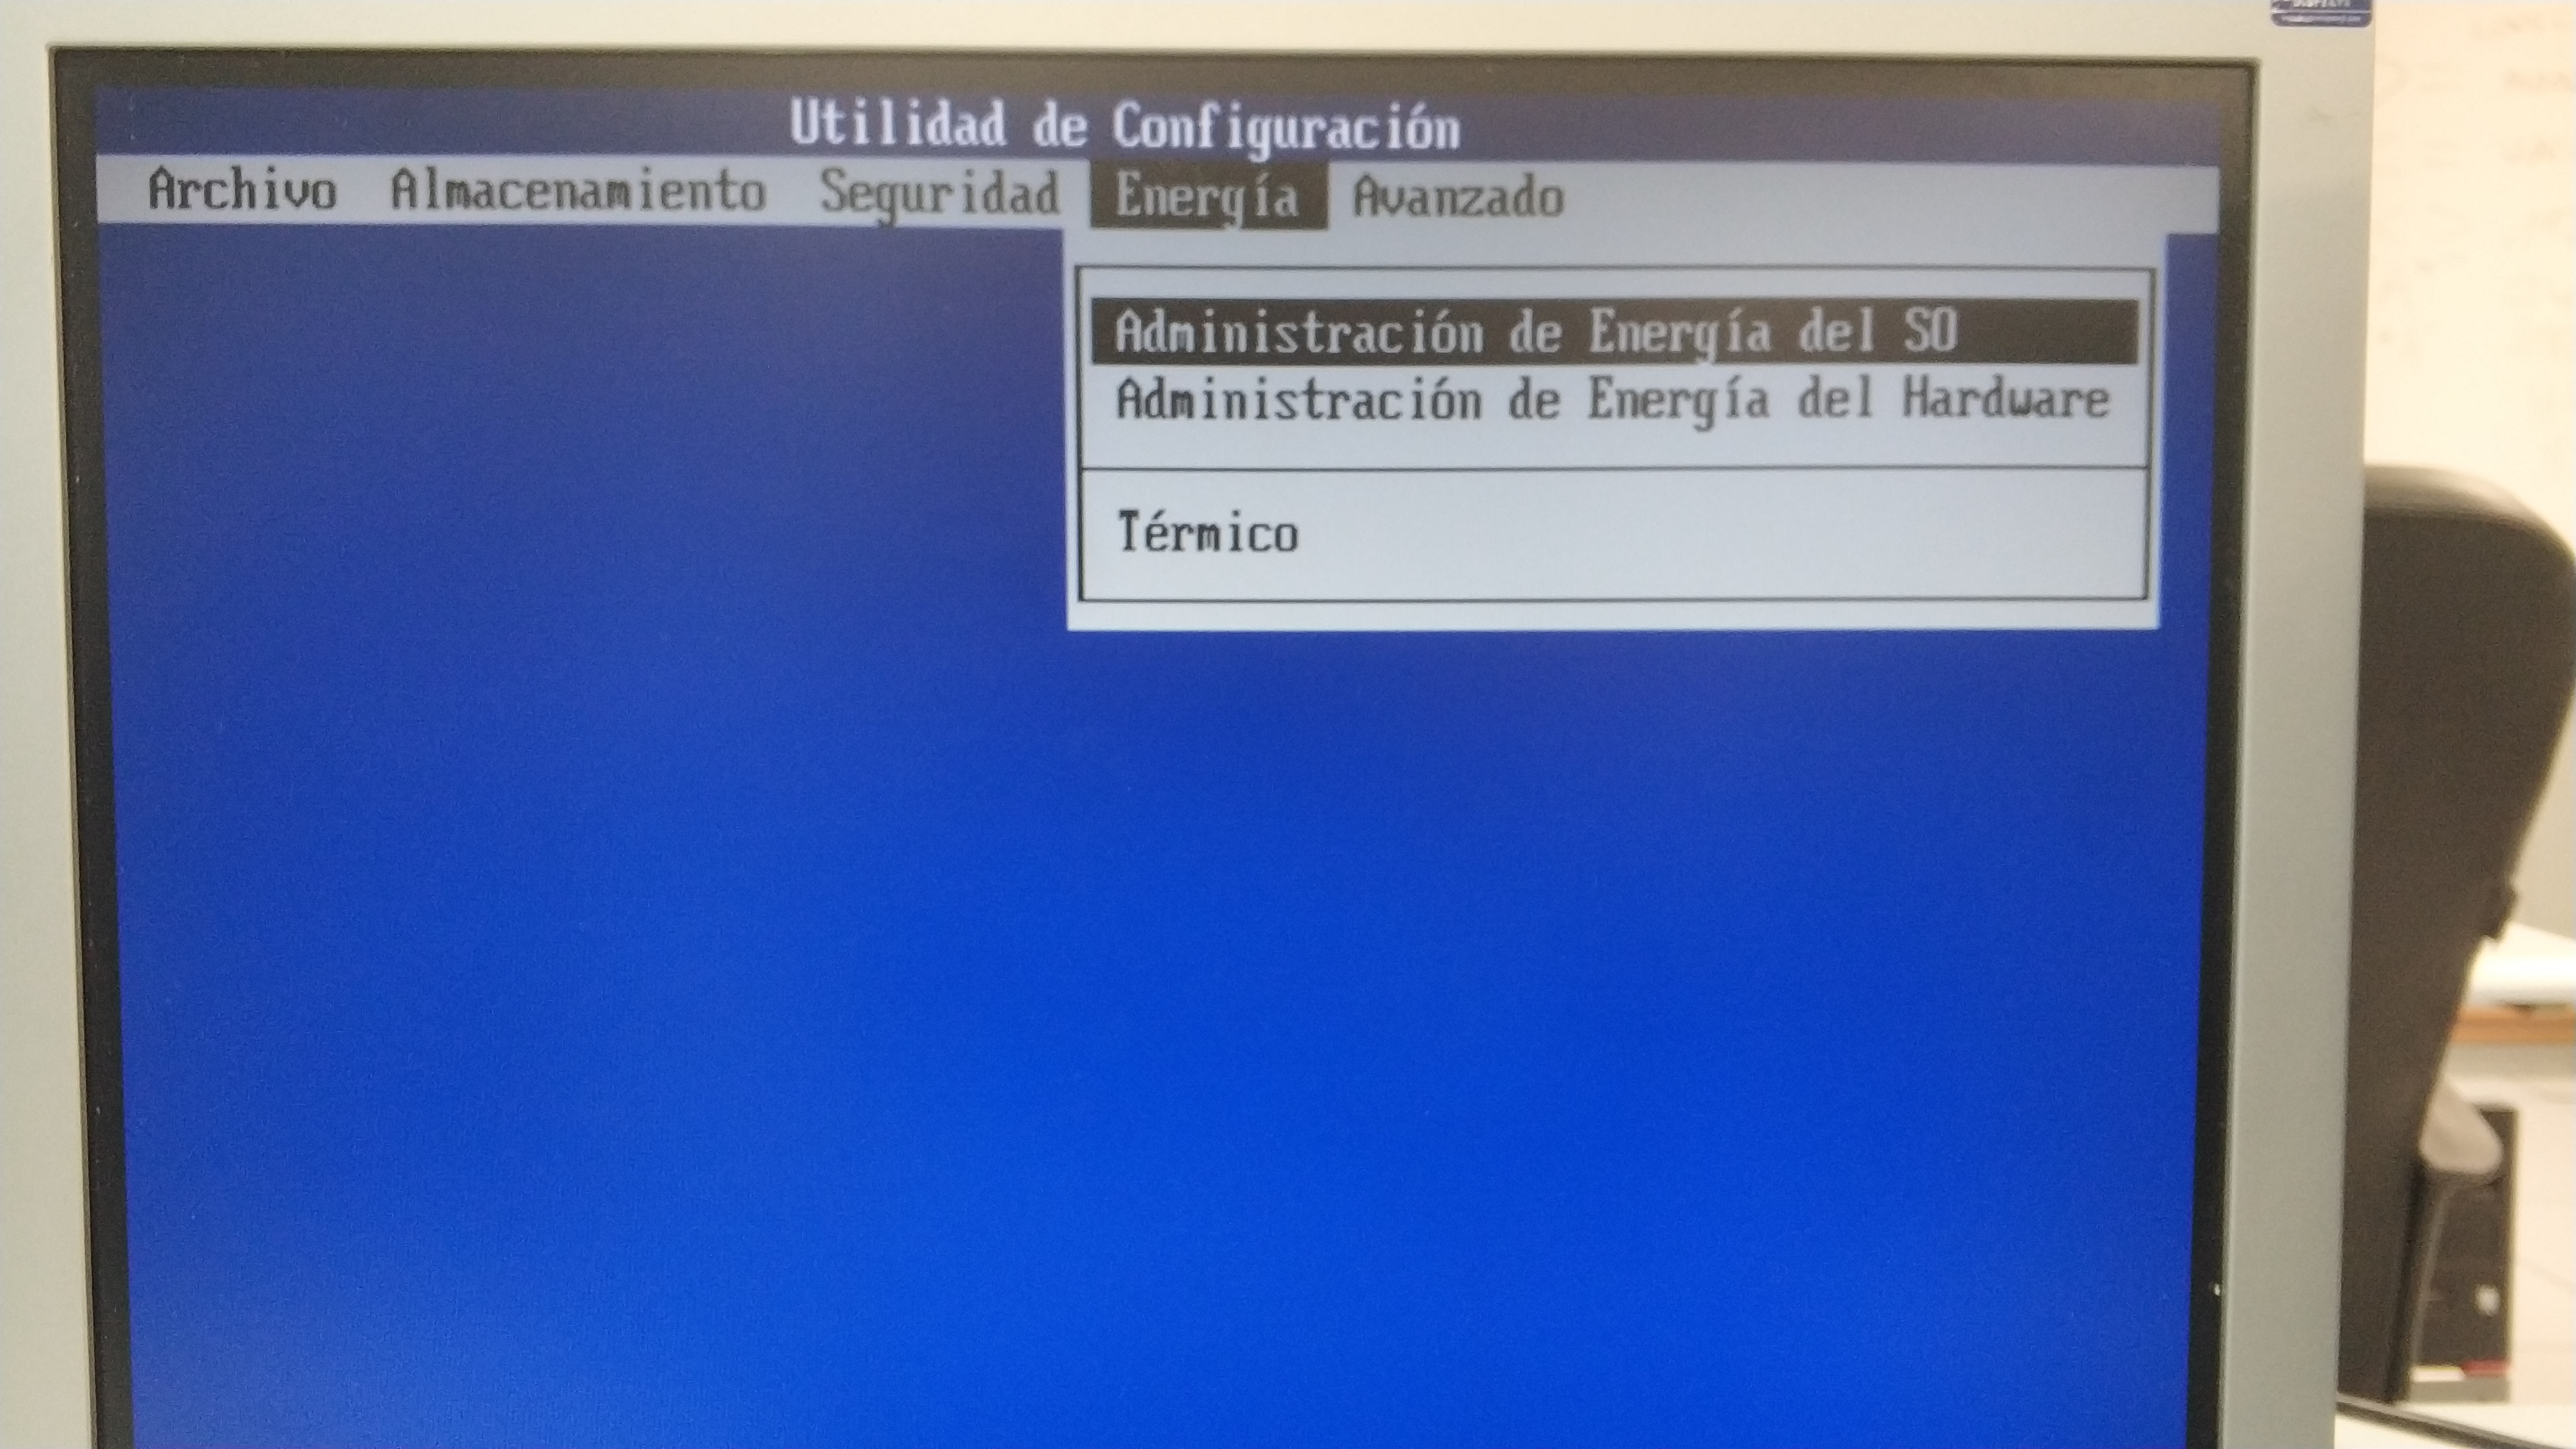 Utilidad de Configuración
Archivo Almacenamiento Seguridad Energía Avanzado
Administración de Energía del SO
Administración de Energía del Hardware
Térmico